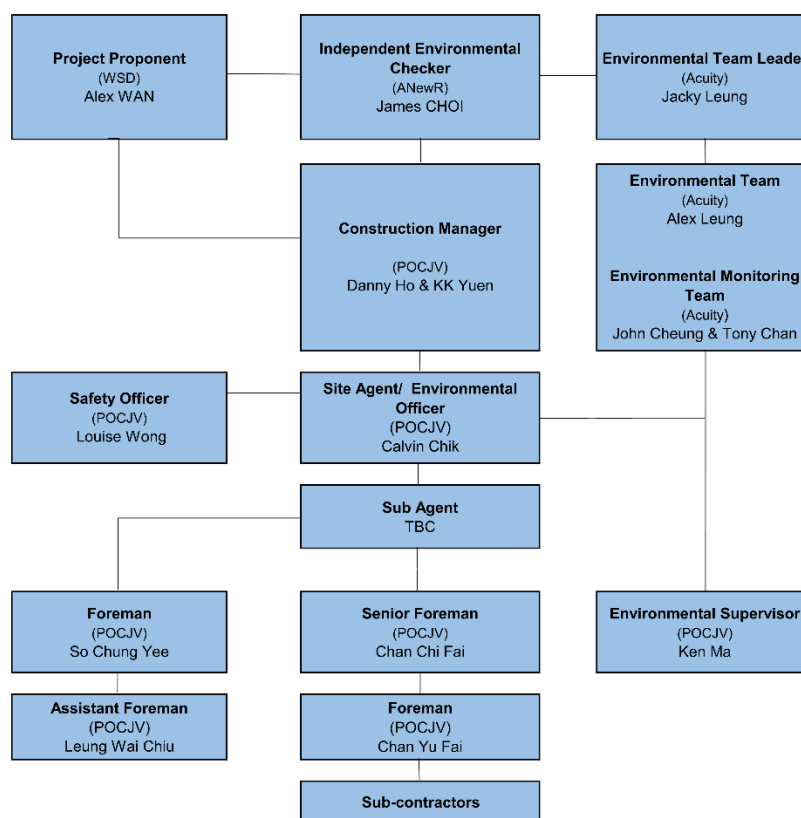 Project Proponent
(WSD)
Alex WAN
Independent Environmental
Checker
(ANewR)
James CHOI
Environmental Team Leade
(Acuity)
Jacky Leung
Environmental Team
(Acuity)
Alex Leung
Environmental Monitoring
Team
(Acuity)
John Cheung & Tony Chan
Construction Manager
(POCJV)
Danny Ho & KK Yuen
Safety Officer
(POCJV)
Louise Wong
Site Agent/ Environmental
Officer
(POCJV)
Calvin Chik
Sub Agent
TBC
Foreman
(POCJV)
So Chung Yee
Senior Foreman
(POCJV)
Chan Chi Fai
Environmental Supervisor
(POCJV)
Ken Ma
Assistant Foreman
(POCJV)
Leung Wai Chiu
Foreman
(POCJV)
Chan Yu Fai
Sub-contractors